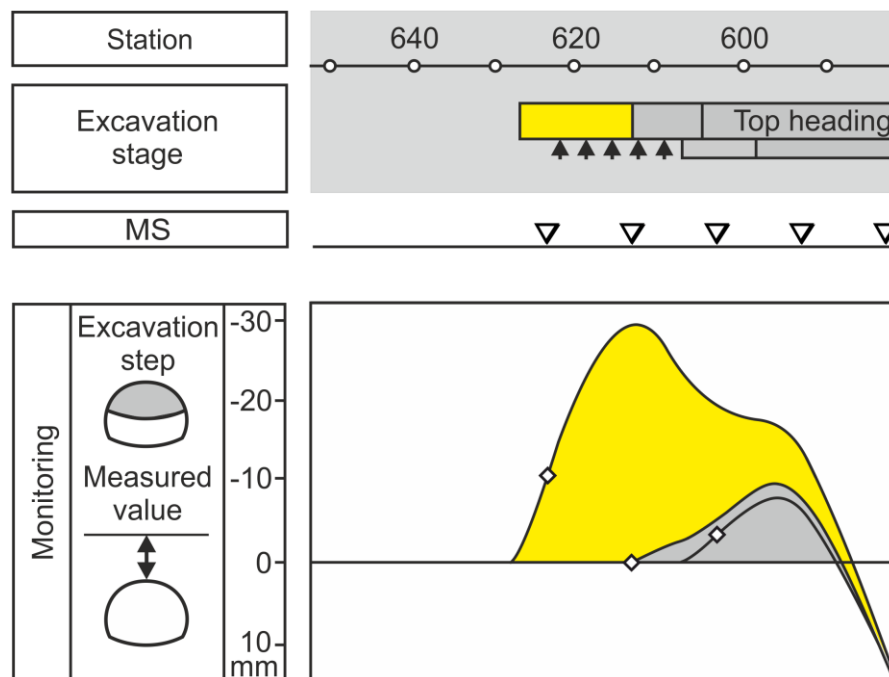 Station
640 620 600
Excavation
stage
Top heading
MS
Monitoring
Excavation
step
Measured
value
-30
-20
-10
0
10
mm